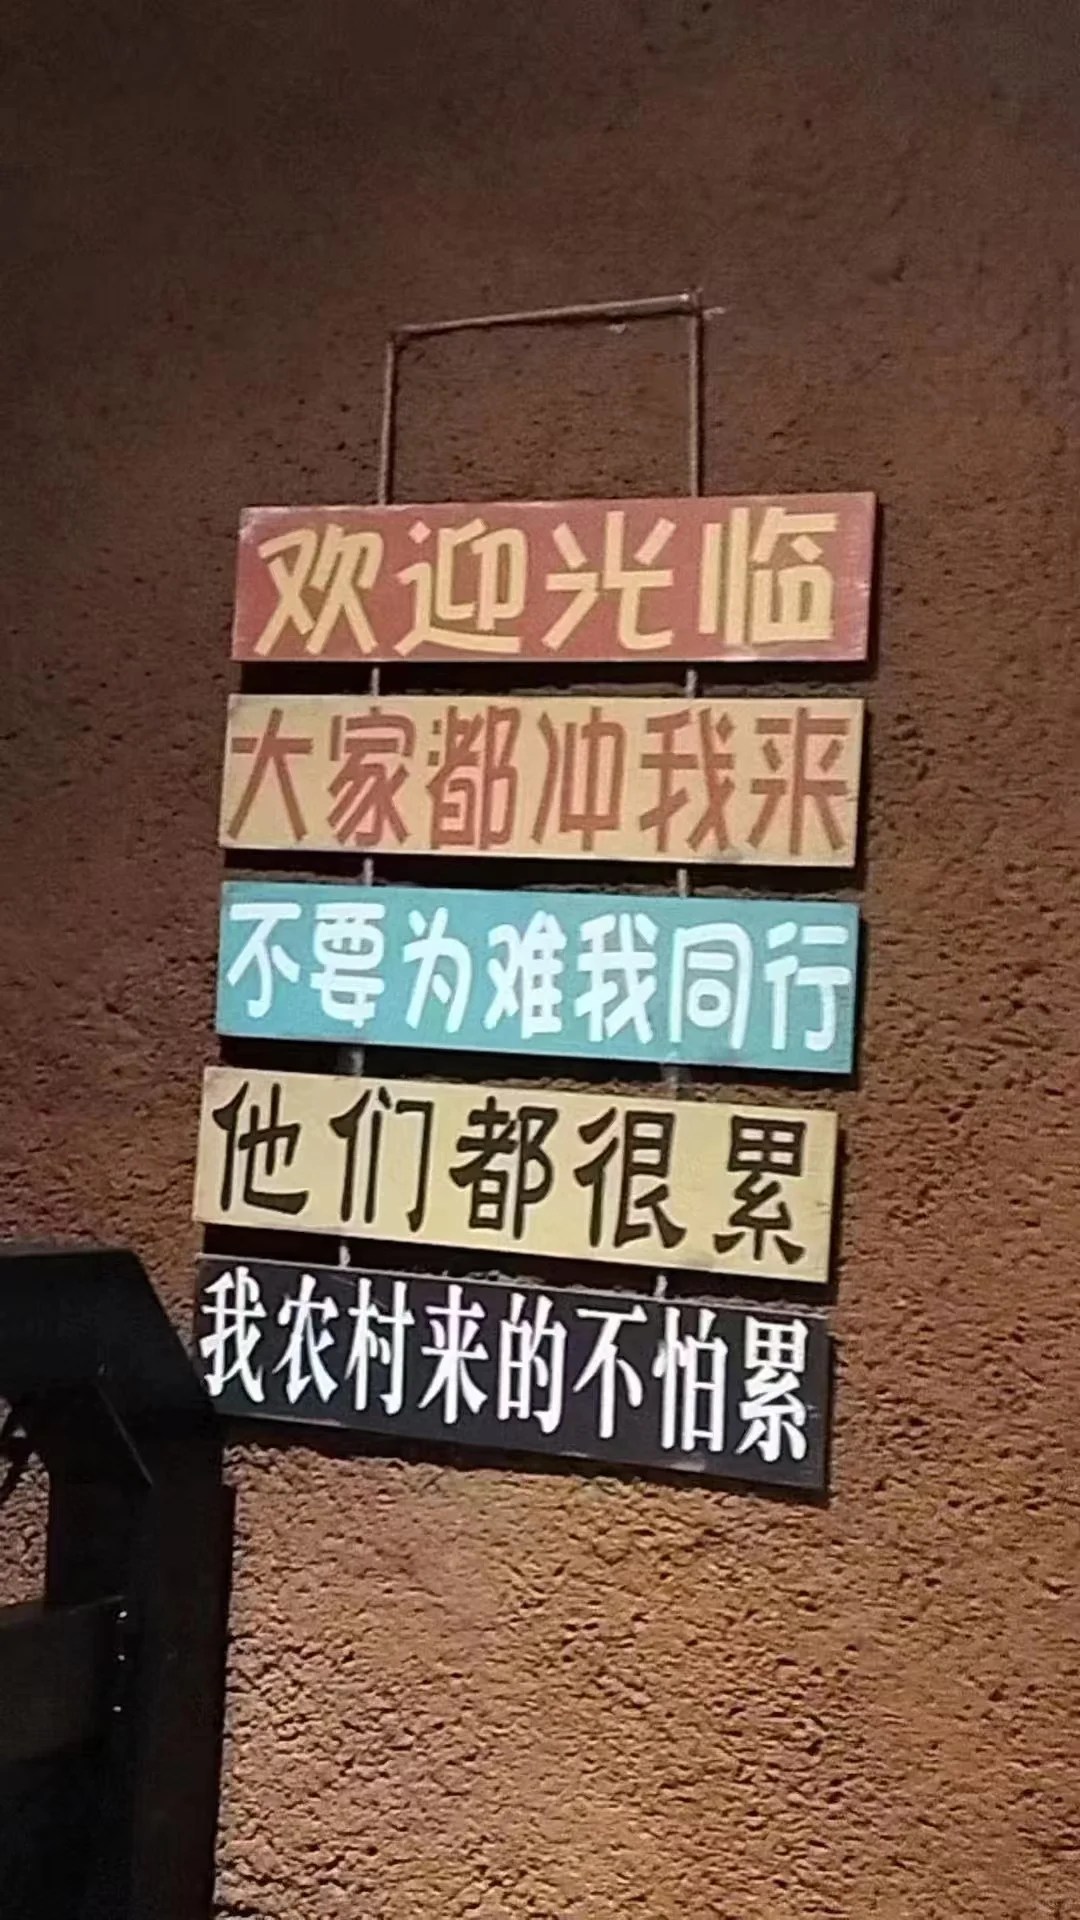 欢迎光临
大家都冲我来
不要为难我同行
他们都很累
我农村来的不怕累